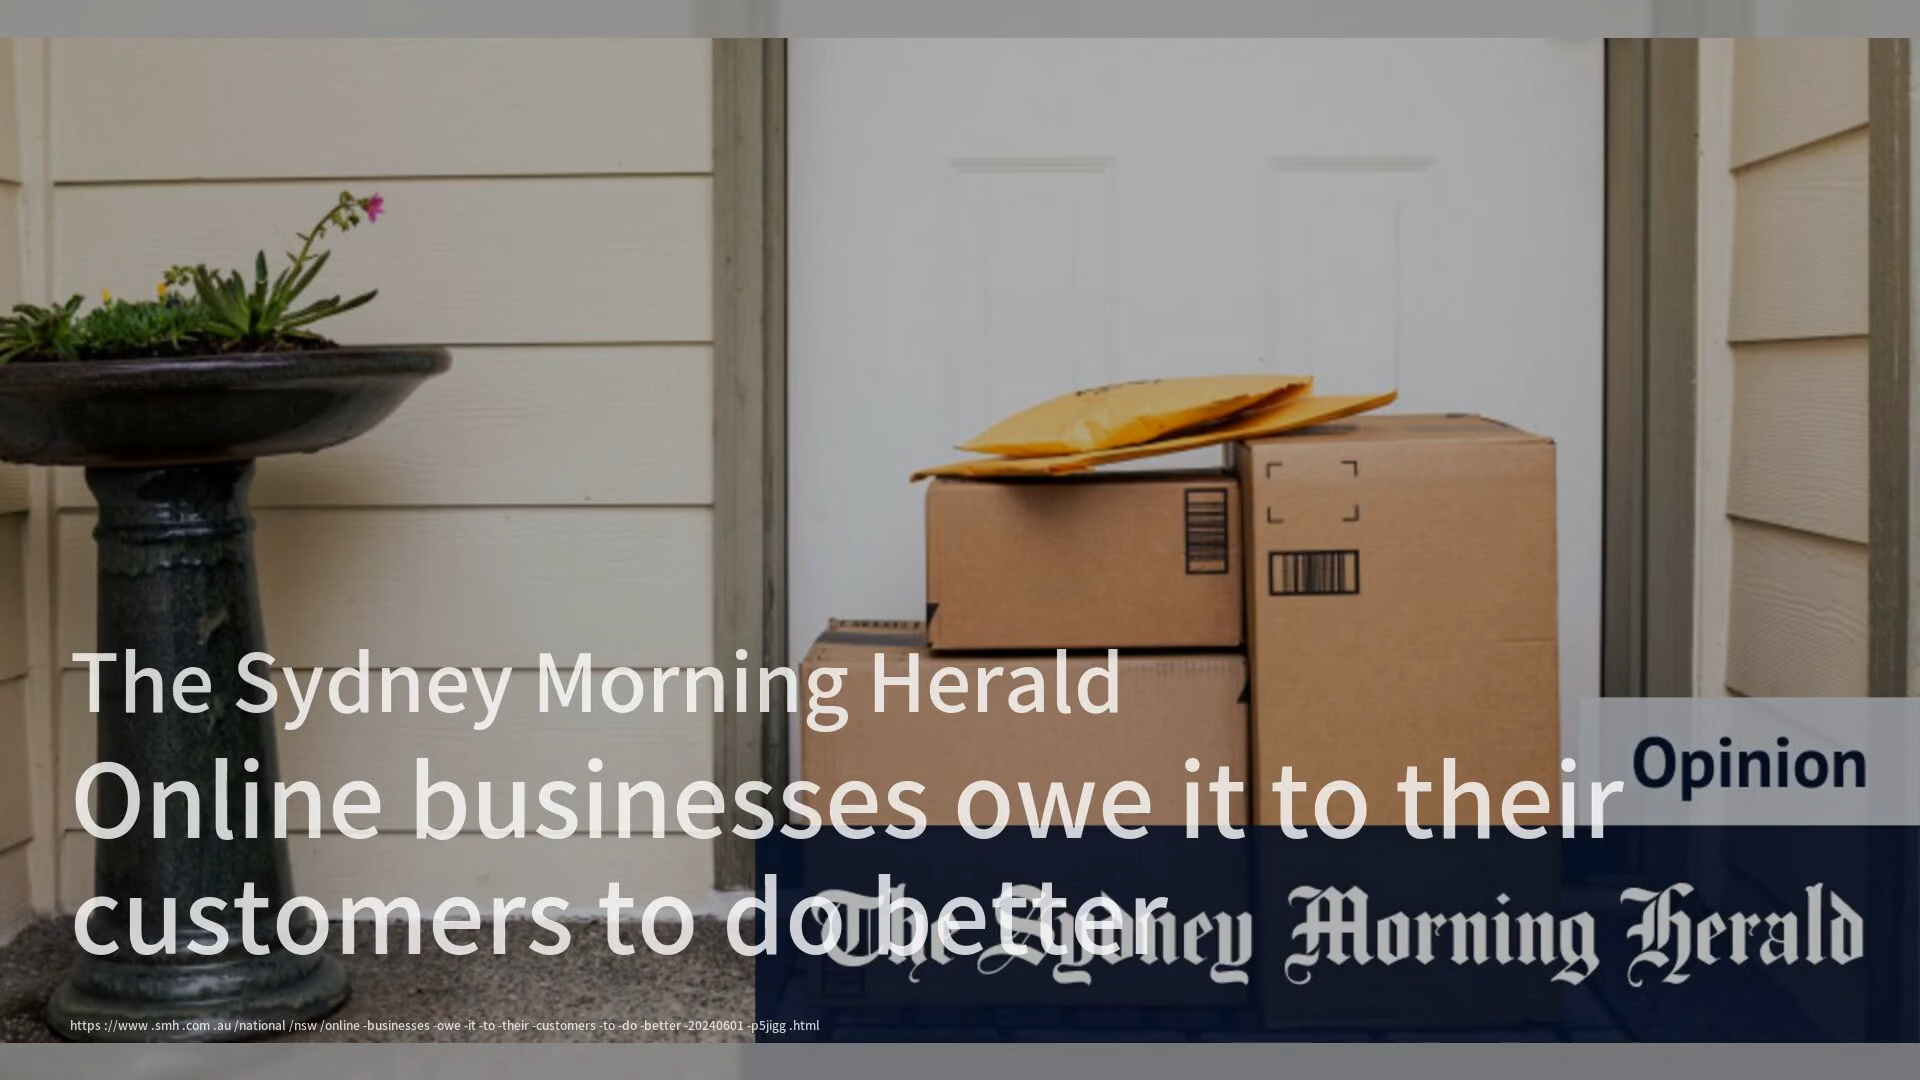 The Sydney Morning Herald
Online businesses owe it to their
customers to do better
Opinion
The Sydney Morning Herald
https://www.smh.com.au/national/nsw/online-businesses-owe-it-to-their-customers-to-do-better-20240601-p5jigg.html